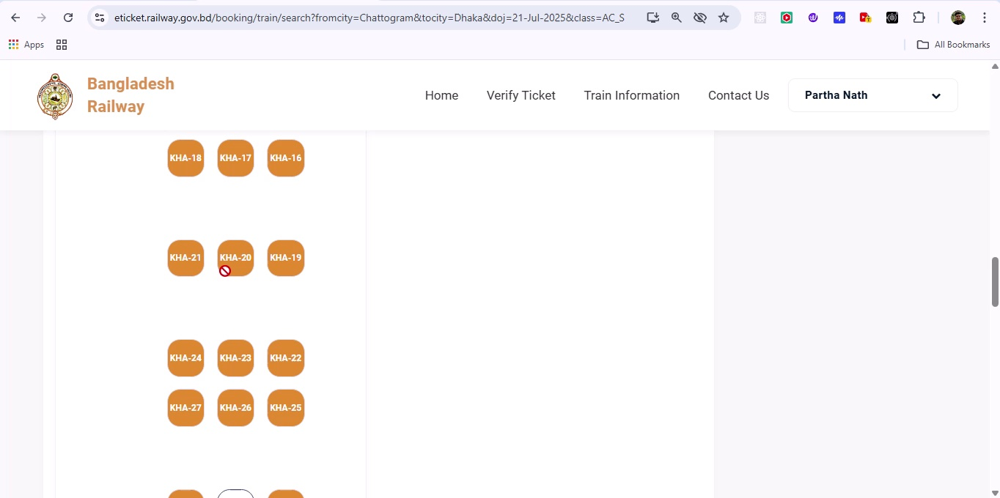 eticket.railway.gov.bd/booking/train/search?fromcity=Chattogram&tocity=Dhaka&doj=21-Jul-2025&class=AC_S
Apps
All Bookmarks
Bangladesh
Railway
Home
Verify Ticket
Train Information
Contact Us
Partha Nath
KHA-18 KHA-17 KHA-16
KHA-21 KHA-20 KHA-19
KHA-24 KHA-23 KHA-22
KHA-27 KHA-26 KHA-25